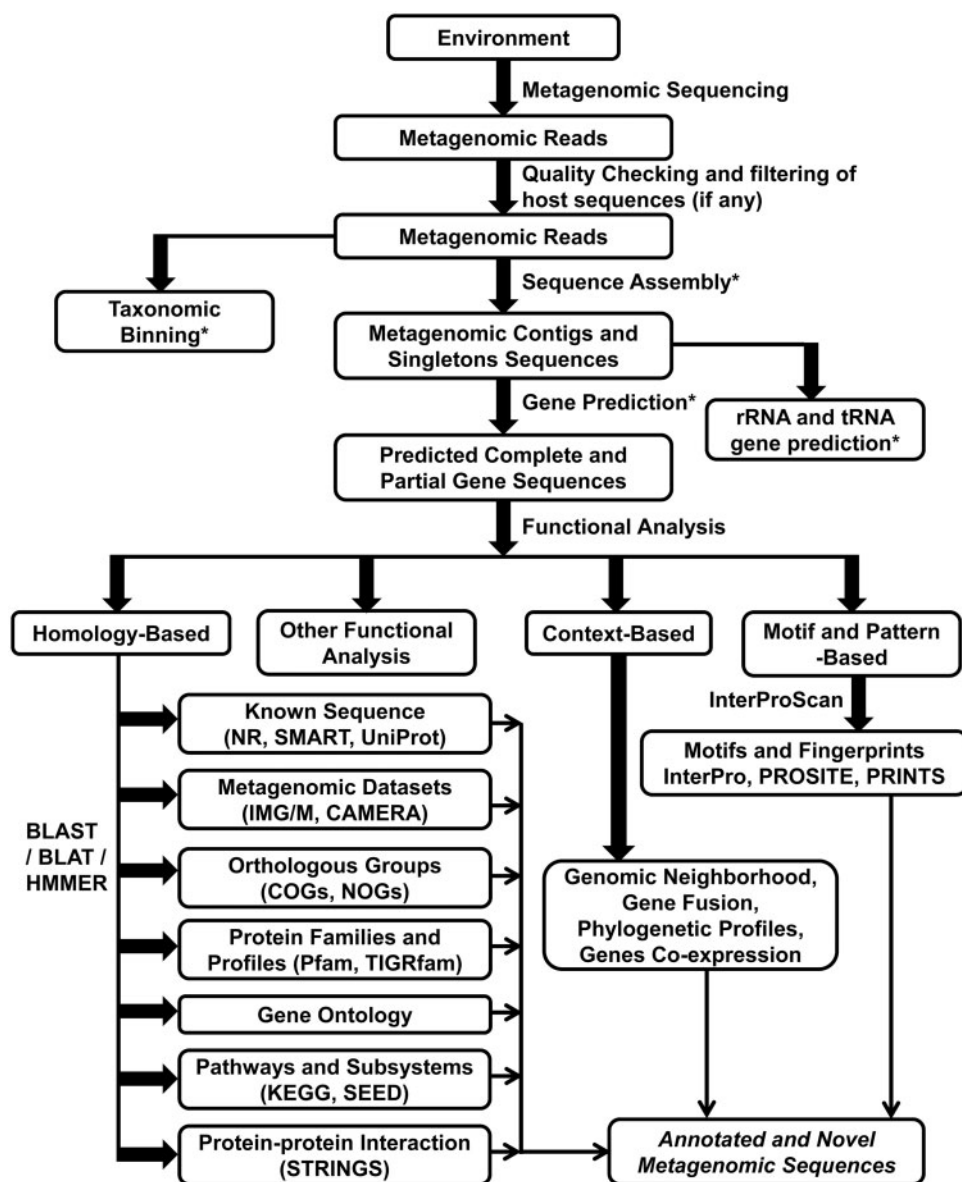 Environment
Metagenomic Sequencing
Metagenomic Reads
Quality Checking and filtering of
host sequences (if any)
Metagenomic Reads
Sequence Assembly*
Taxonomic
Binning*
Metagenomic Contigs and
Singletons Sequences
Gene Prediction*
rRNA and tRNA
gene prediction*
Predicted Complete and
Partial Gene Sequences
Functional Analysis
Homology-Based
Other Functional
Analysis
Context-Based
Motif and Pattern
-Based
InterProScan
Motifs and Fingerprints
InterPro, PROSITE, PRINTS
BLAST
/ BLAT /
HMMER
Known Sequence
(NR, SMART, UniProt)
Metagenomic Datasets
(IMG/M, CAMERA)
Orthologous Groups
(COGs, NOGs)
Protein Families and
Profiles (Pfam, TIGRfam)
Gene Ontology
Pathways and Subsystems
(KEGG, SEED)
Protein-protein Interaction
(STRINGS)
Genomic Neighborhood,
Gene Fusion,
Phylogenetic Profiles,
Genes Co-expression
Annotated and Novel
Metagenomic Sequences